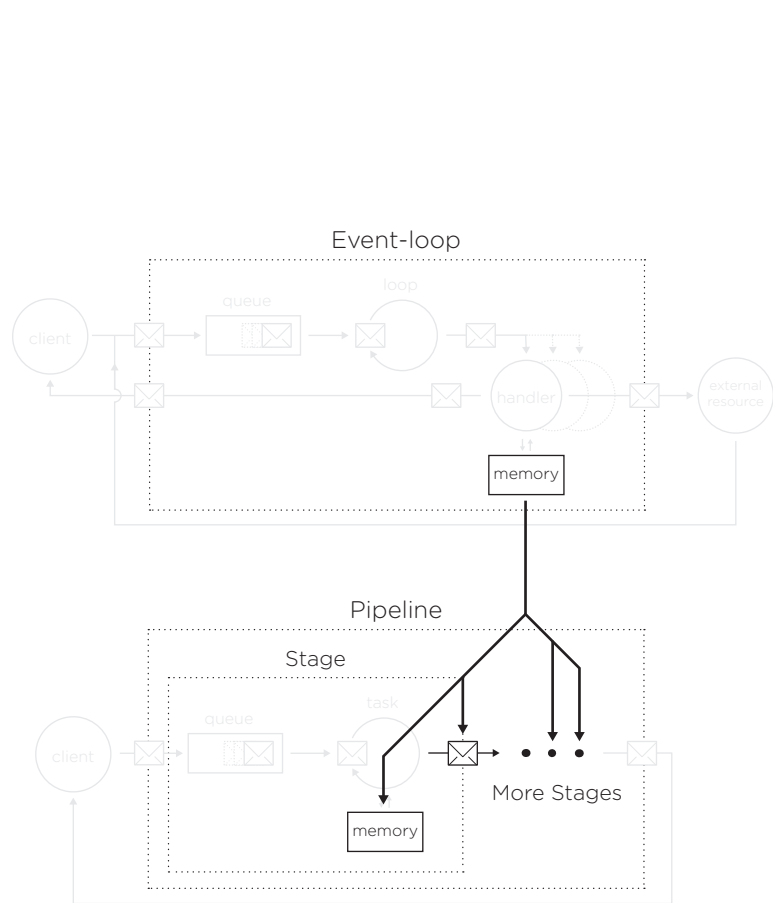 Event-loop
loop
queue
client
handler
external
resource
memory
Pipeline
Stage
task
queue
client
More Stages
memory